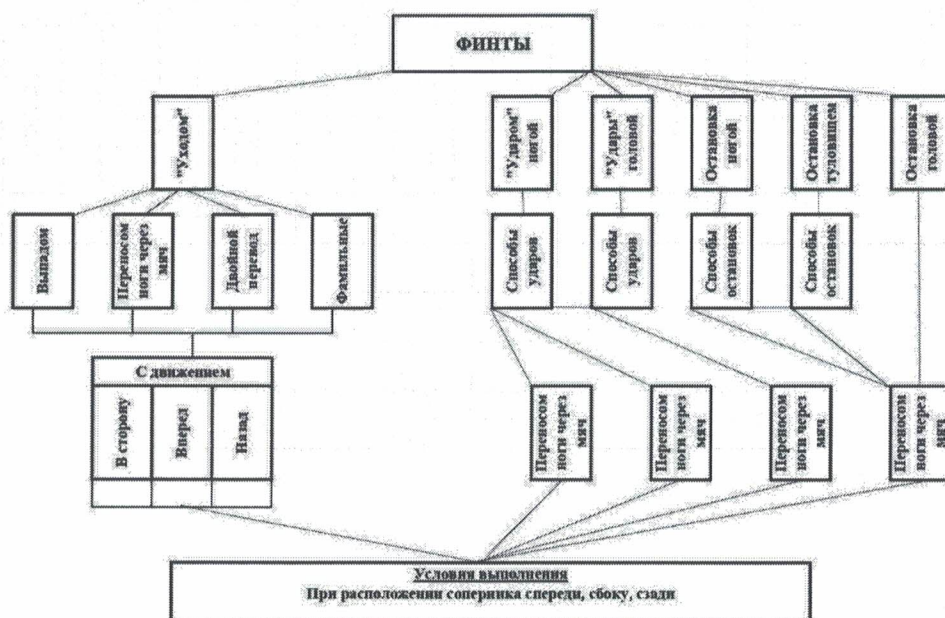 ФИНТЫ
"Уходом"
"Ударом"
ногой
"Удары"
головой
Остановка
ногой
Остановка
туловищем
Остановка
головой
Выпадом
Переносом
ноги через
мяч
Двойной
перевод
Фамильные
Способы
ударов
Способы
ударов
Способы
остановок
Способы
остановок
С движением
В сторону
Вперед
Назад
Переносом
ноги через
мяч
Переносом
ноги через
мяч
Переносом
ноги через
мяч
Переносом
ноги через
мяч
Условия выполнения
При расположении соперника спереди, сбоку, сзади